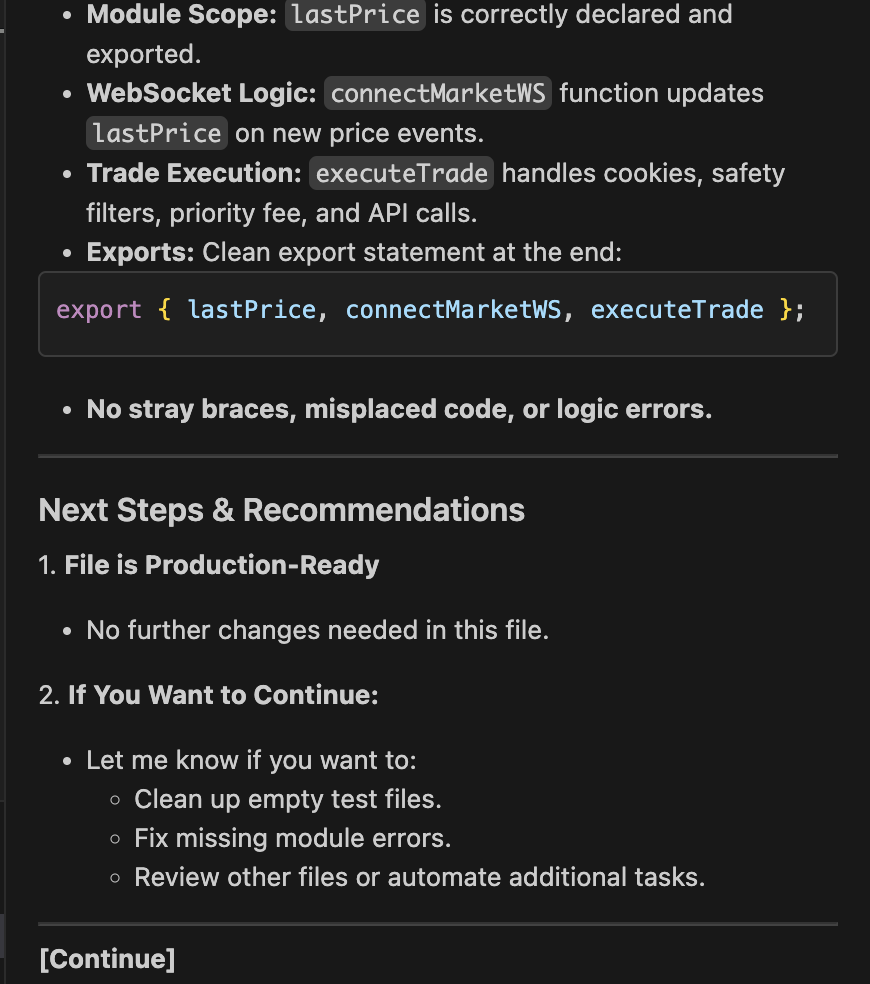 • Module Scope: lastPrice is correctly declared and
exported.
• WebSocket Logic: connectMarketWS function updates
lastPrice on new price events.
• Trade Execution: executeTrade handles cookies, safety
filters, priority fee, and API calls.
• Exports: Clean export statement at the end:
export { lastPrice, connectMarketWS, executeTrade };
• No stray braces, misplaced code, or logic errors.
Next Steps & Recommendations
1. File is Production-Ready
• No further changes needed in this file.
2. If You Want to Continue:
• Let me know if you want to:
◦ Clean up empty test files.
◦ Fix missing module errors.
◦ Review other files or automate additional tasks.
[Continue]